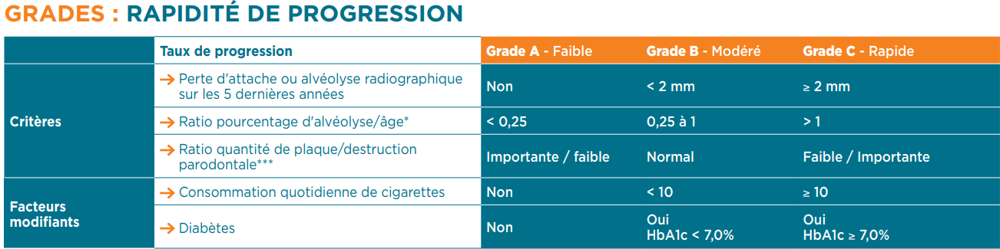 GRADES : RAPIDITÉ DE PROGRESSION
Taux de progression
Grade A - Faible
Grade B - Modéré
Grade C - Rapide
Critères
→ Perte d'attache ou alvéolyse radiographique
sur les 5 dernières années
Non
< 2 mm
≥ 2 mm
→ Ratio pourcentage d'alvéolyse/âge*
< 0,25
0,25 à 1
> 1
→ Ratio quantité de plaque/destruction
parodontale***
Importante / faible
Normal
Faible / Importante
Facteurs
modifiants
→ Consommation quotidienne de cigarettes
Non
< 10
≥ 10
→ Diabètes
Non
Oui
HbA1c < 7,0%
Oui
HbA1c ≥ 7,0%